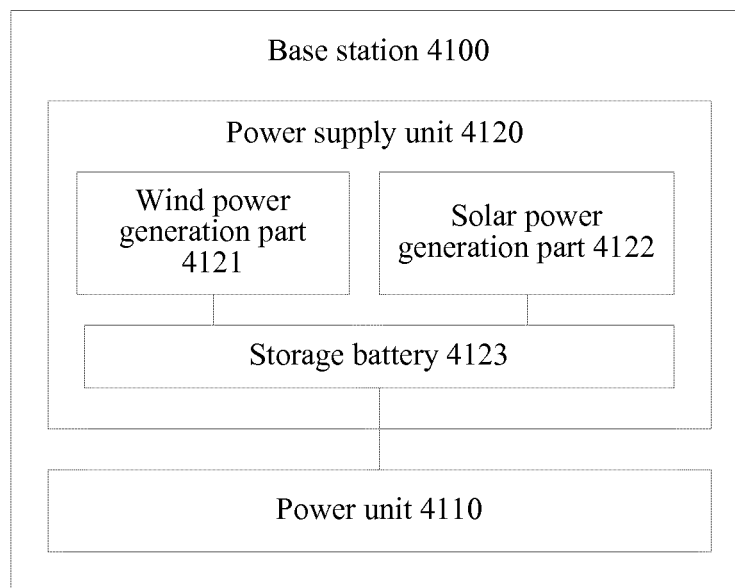 Base station 4100
Power supply unit 4120
Wind power
generation part
4121
Solar power
generation part 4122
Storage battery 4123
Power unit 4110